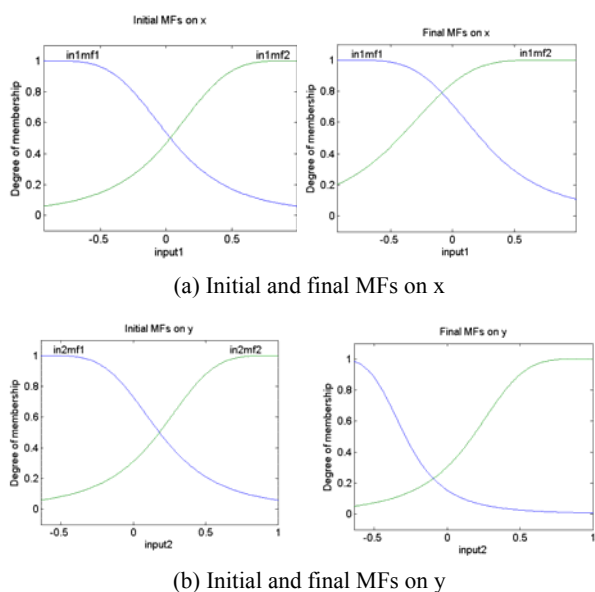 Initial MFs on x
in1mf1 in1mf2
1
0.8
0.6
0.4
0.2
0
Degree of membership
-0.5 0 0.5
input1
Final MFs on x
in1mf1 in1mf2
1
0.8
0.6
0.4
0.2
0
Degree of membership
-0.5 0 0.5
input1
(a) Initial and final MFs on x
Initial MFs on y
in2mf1 in2mf2
1
0.8
0.6
0.4
0.2
0
Degree of membership
-0.5 0 0.5 1
input2
Final MFs on y
1
0.8
0.6
0.4
0.2
0
Degree of membership
-0.5 0 0.5 1
input2
(b) Initial and final MFs on y